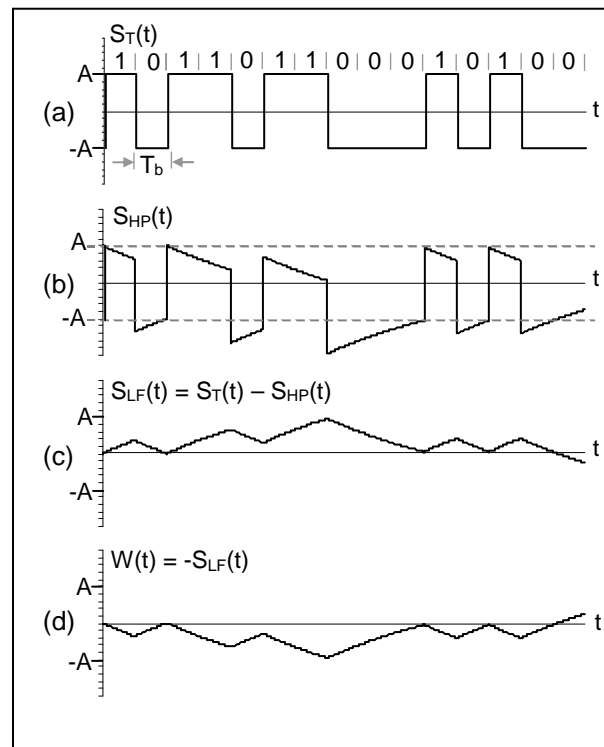 S_T(t)
1 | 0 | 1 | 1 | 0 | 1 | 1 | 0 | 0 | 0 | 1 | 0 | 1 | 0 | 0
A
(a)
t
-A
T_b
S_HP(t)
A
(b)
t
-A
S_LF(t) = S_T(t) – S_HP(t)
A
(c)
t
-A
W(t) = -S_LF(t)
A
(d)
t
-A